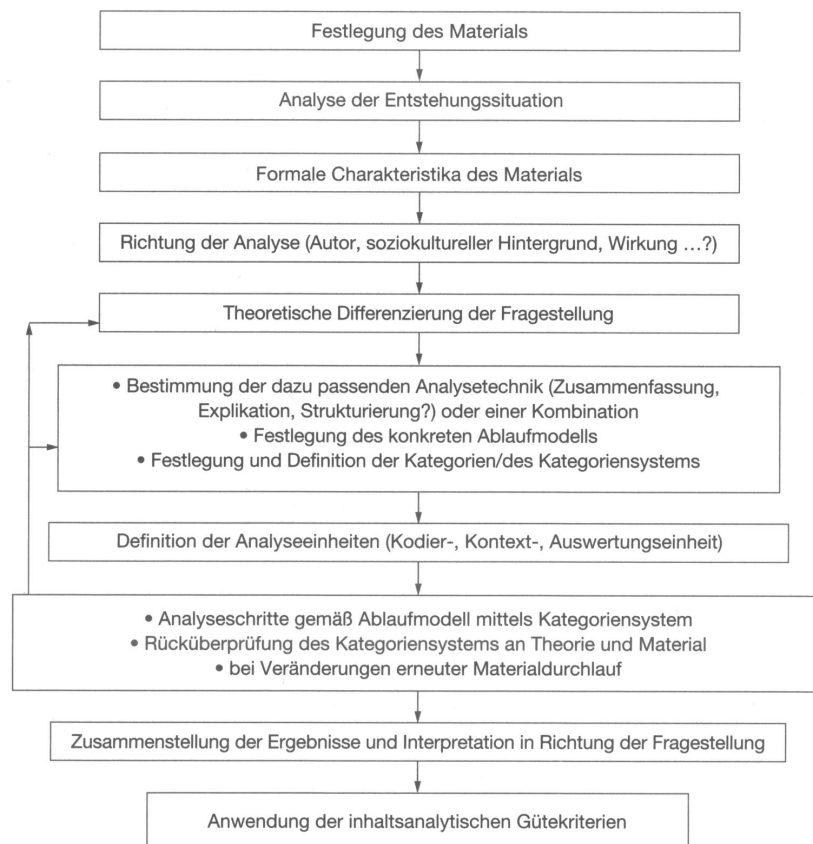 Festlegung des Materials
Analyse der Entstehungssituation
Formale Charakteristika des Materials
Richtung der Analyse (Autor, soziokultureller Hintergrund, Wirkung …?)
Theoretische Differenzierung der Fragestellung
• Bestimmung der dazu passenden Analysetechnik (Zusammenfassung,
Explikation, Strukturierung?) oder einer Kombination
• Festlegung des konkreten Ablaufmodells
• Festlegung und Definition der Kategorien/des Kategoriensystems
Definition der Analyseeinheiten (Kodier-, Kontext-, Auswertungseinheit)
• Analyseschritte gemäß Ablaufmodell mittels Kategoriensystem
• Rücküberprüfung des Kategoriensystems an Theorie und Material
• bei Veränderungen erneuter Materialdurchlauf
Zusammenstellung der Ergebnisse und Interpretation in Richtung der Fragestellung
Anwendung der inhaltsanalytischen Gütekriterien